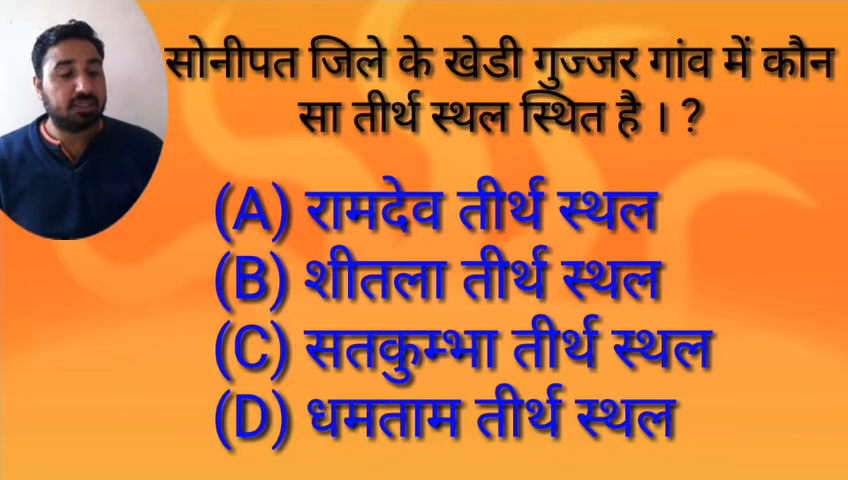 सोनीपत जिले के खेडी गुज्जर गांव में कौन
सा तीर्थ स्थल स्थित है । ?
(A) रामदेव तीर्थ स्थल
(B) शीतला तीर्थ स्थल
(C) सतकुम्भा तीर्थ स्थल
(D) धमताम तीर्थ स्थल